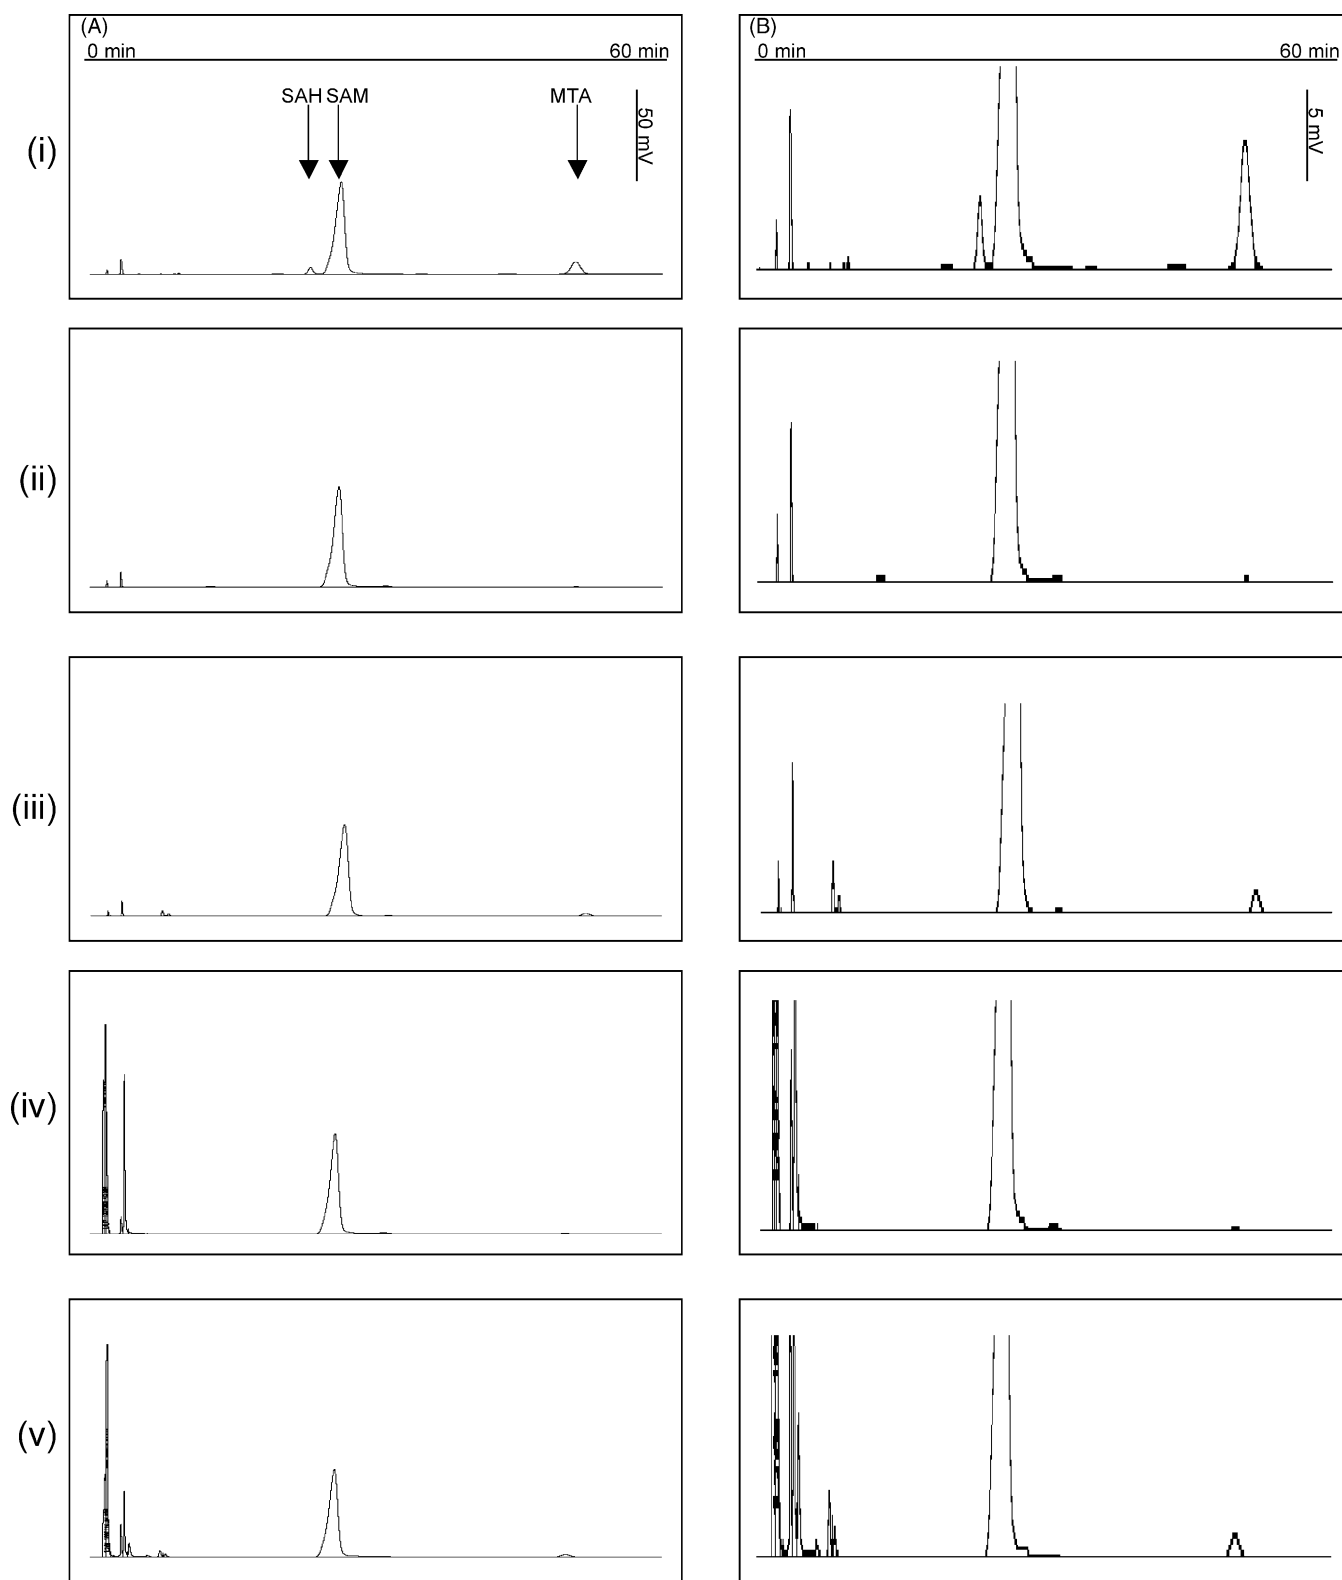 (A)
0 min 60 min
SAH SAM MTA
50 mV
(B)
0 min 60 min
5 mV
(i)
(ii)
(iii)
(iv)
(v)